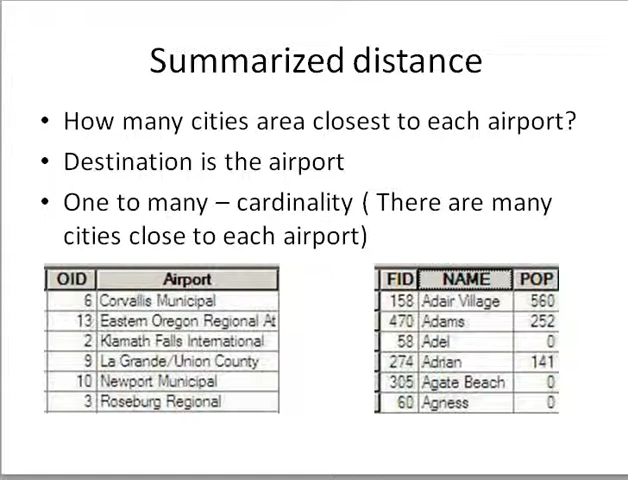 Summarized distance
• How many cities area closest to each airport?
• Destination is the airport
• One to many – cardinality ( There are many
cities close to each airport)
OID Airport
6 Corvallis Municipal
13 Eastern Oregon Regional At
2 Klamath Falls International
9 La Grande/Union County
10 Newport Municipal
3 Roseburg Regional
FID NAME POP
158 Adair Village 560
470 Adams 252
58 Adel 0
274 Adrian 141
305 Agate Beach 0
60 Agness 0